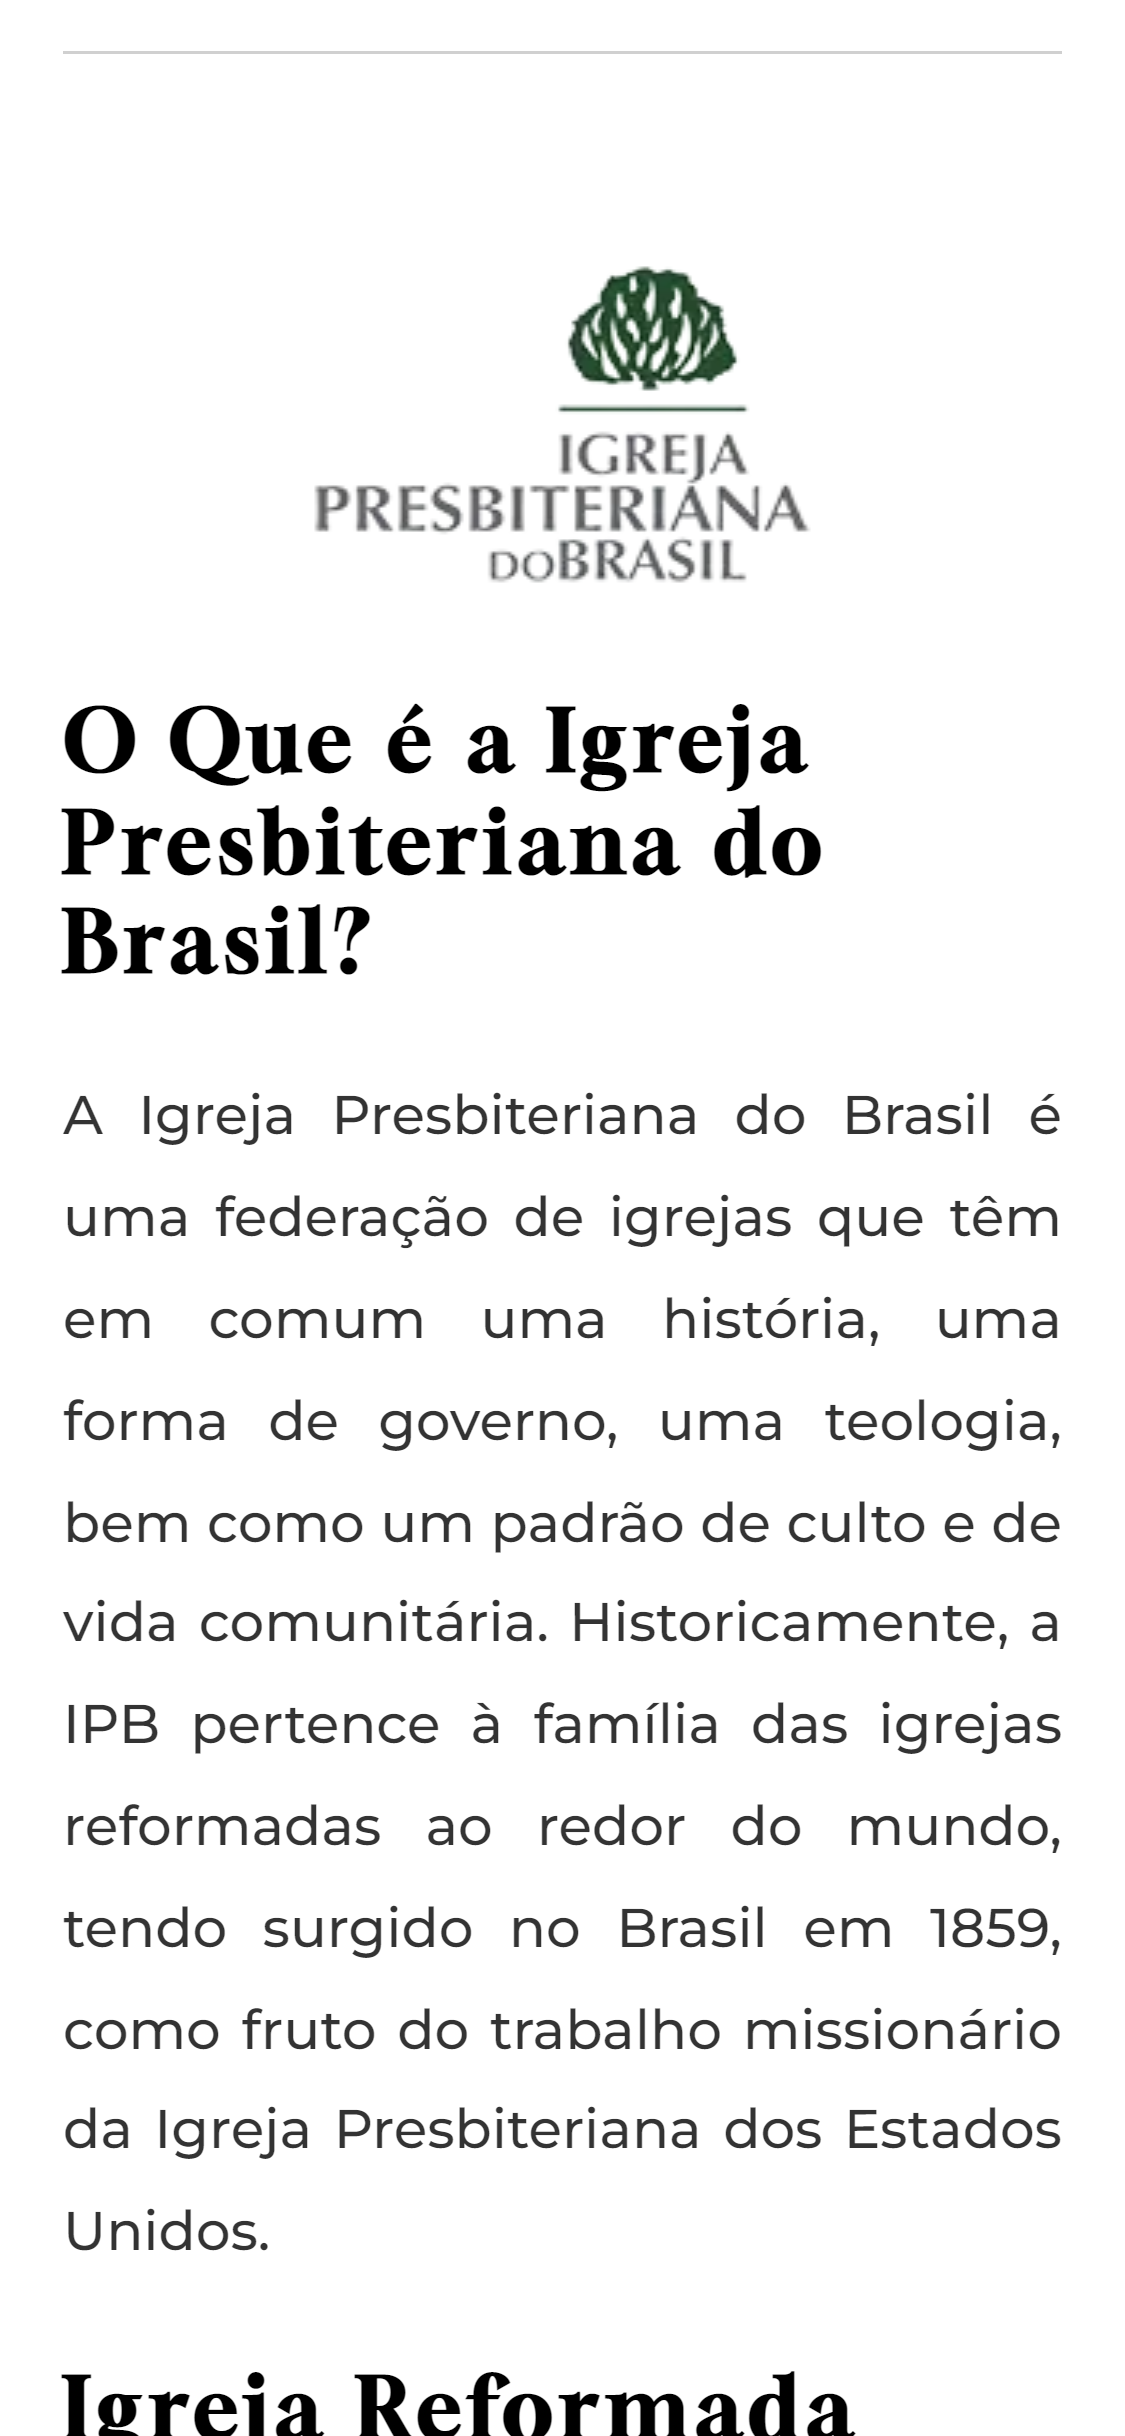 IGREJA
PRESBITERIANA
DO BRASIL
O Que é a Igreja
Presbiteriana do
Brasil?
A Igreja Presbiteriana do Brasil é
uma federação de igrejas que têm
em comum uma história, uma
forma de governo, uma teologia,
bem como um padrão de culto e de
vida comunitária. Historicamente, a
IPB pertence à família das igrejas
reformadas ao redor do mundo,
tendo surgido no Brasil em 1859,
como fruto do trabalho missionário
da Igreja Presbiteriana dos Estados
Unidos.
Igreja Reformada